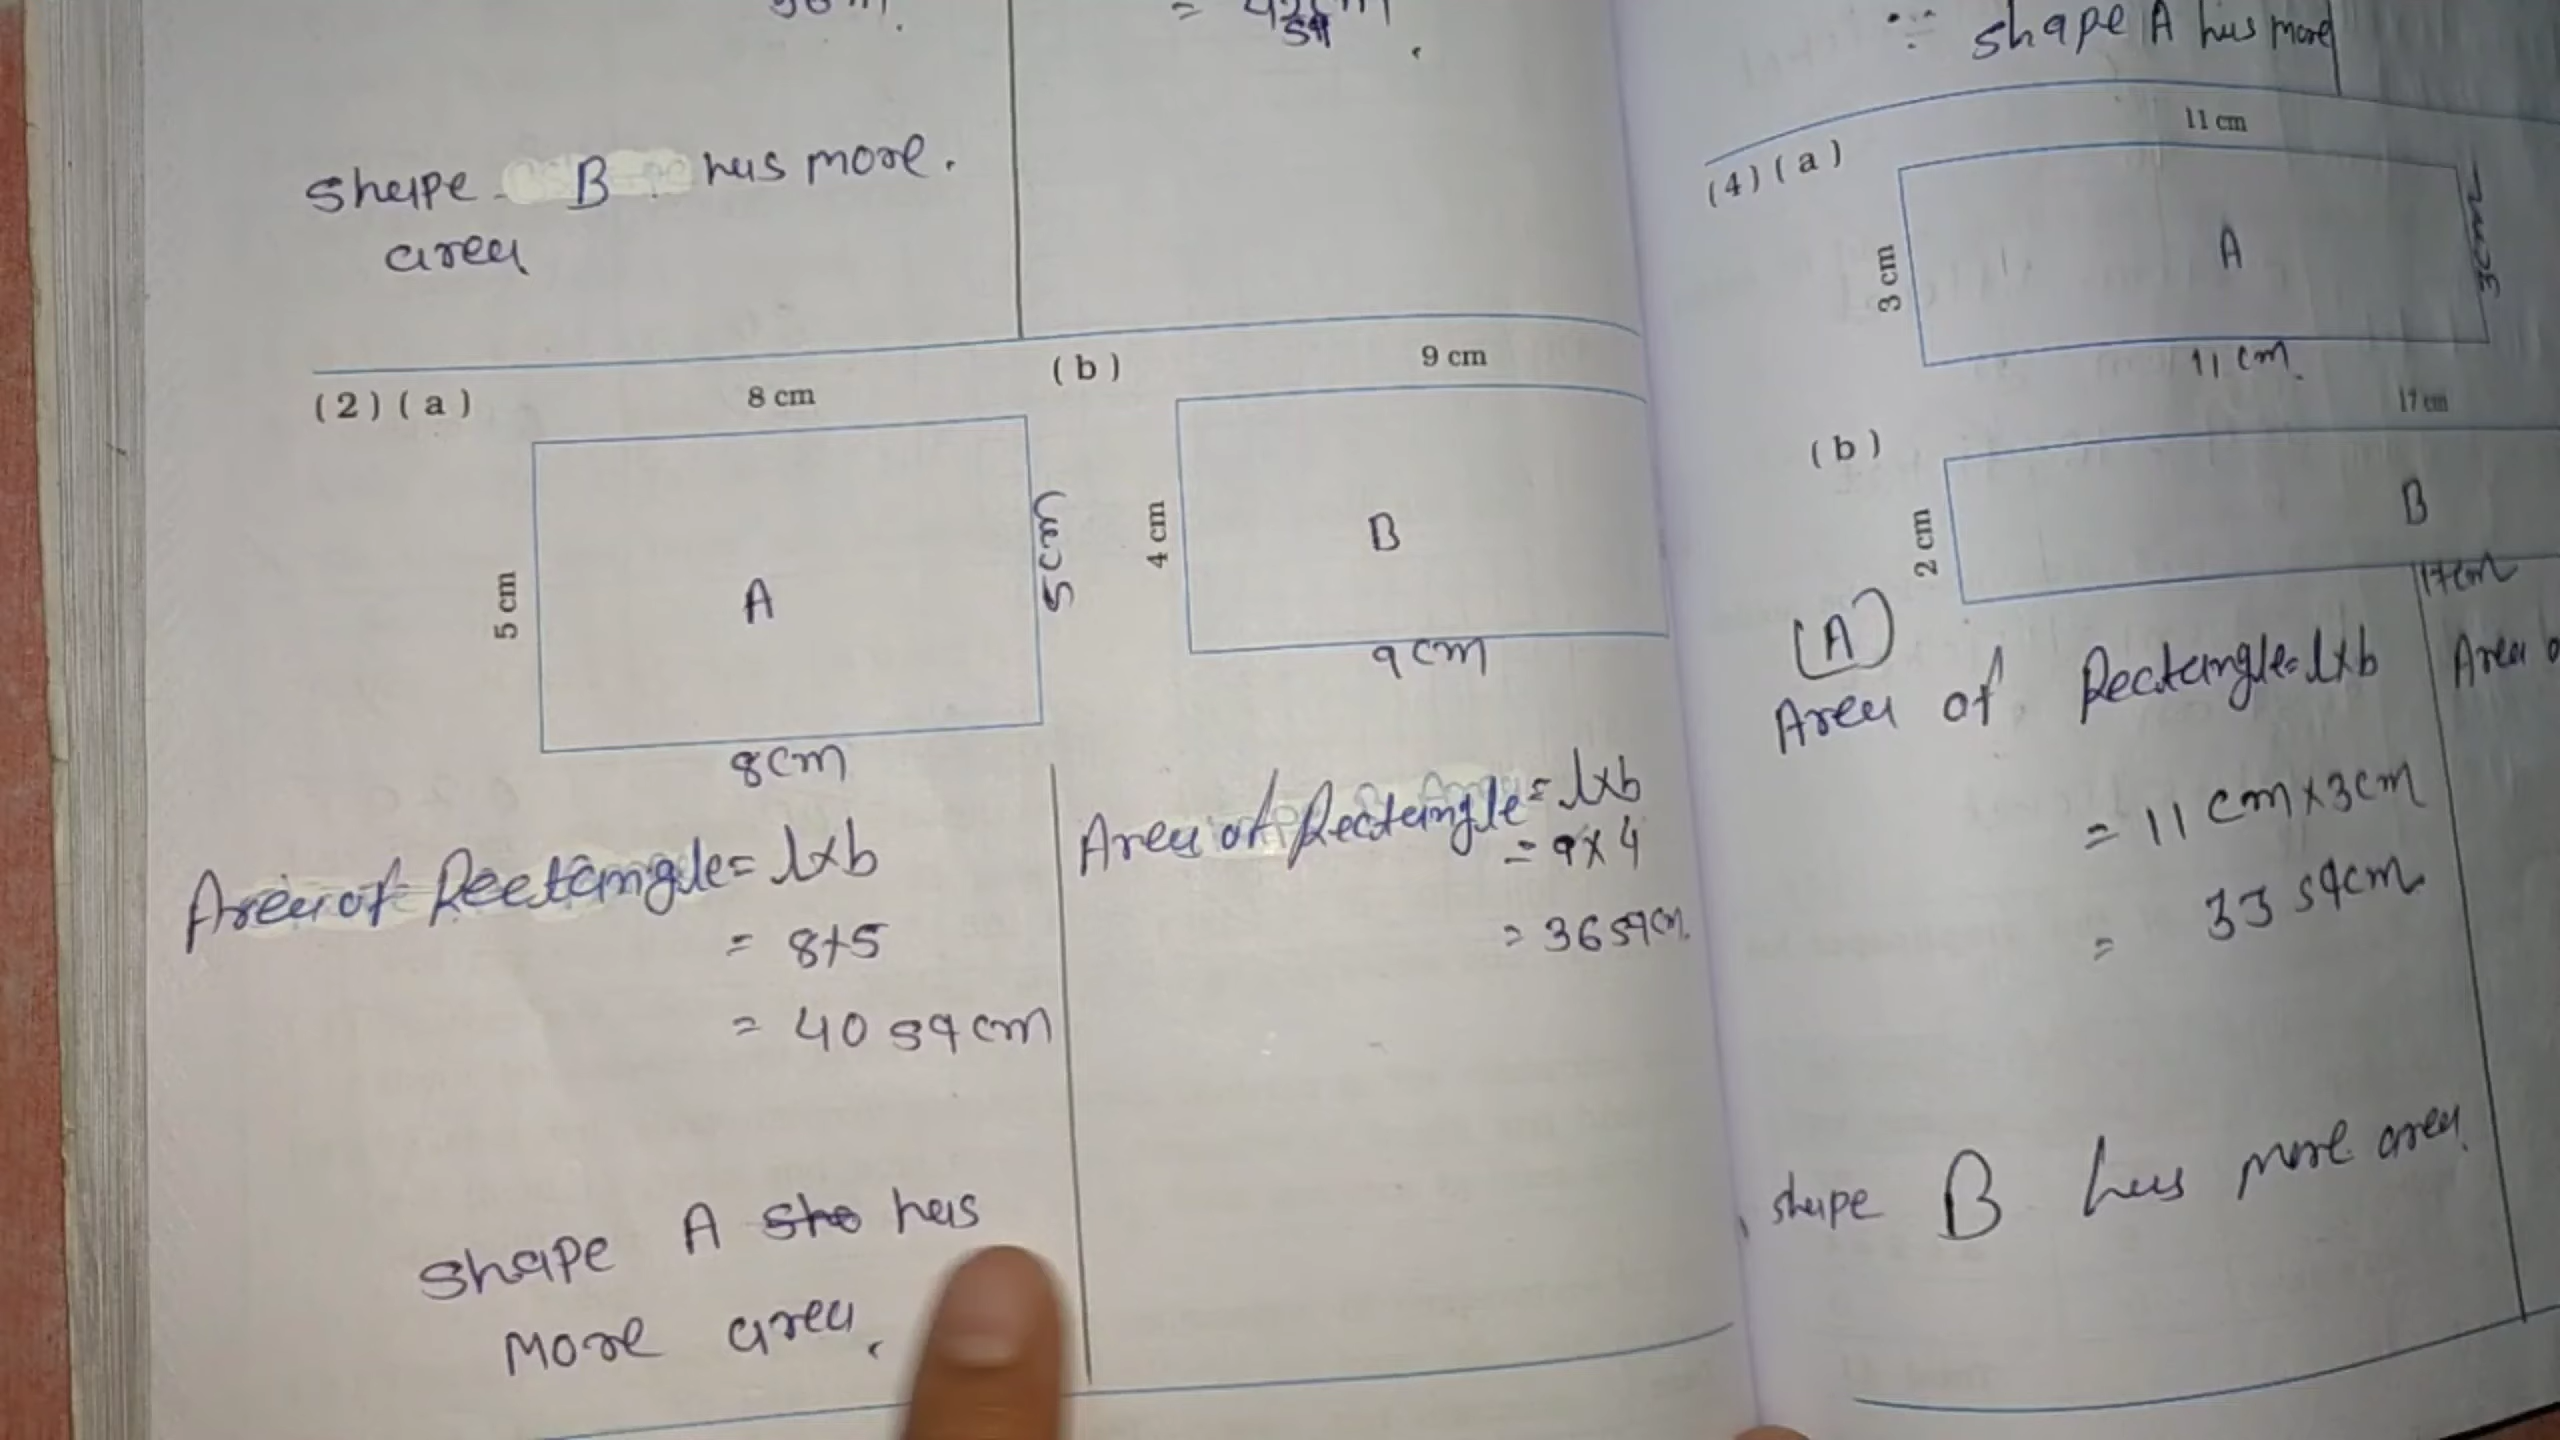 shape B has more.
area
(2) (a)
8 cm
5 cm
A
5cm
8cm
Area of Rectangle = l×b
= 8+5
= 40 sq cm
Shape A sho has
more area.
(b)
9 cm
4 cm
B
9cm
Area of Rectangle = l×b
= 9×4
= 36 sq cm.
∵ shape A has more
(4) (a)
11 cm
3 cm
A
3cm
11 cm.
(b)
17 cm
2 cm
B
17cm
(A)
Area of Rectangle = l×b
= 11 cm×3cm
= 33 sqcm
Area o
shape B has more area.